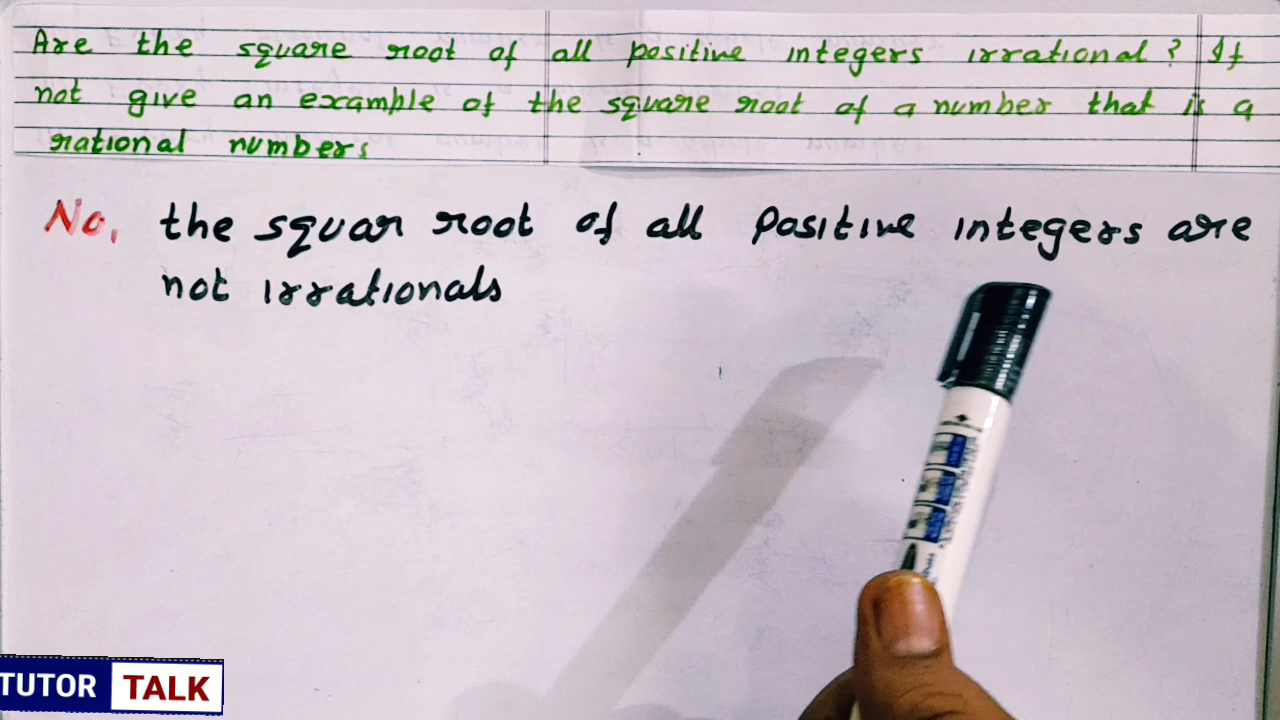 Are the square root of all positive integers irrational? If
not give an example of the square root of a number that is a
rational numbers
No, the squar root of all positive integers are
not irrationals
TUTOR TALK